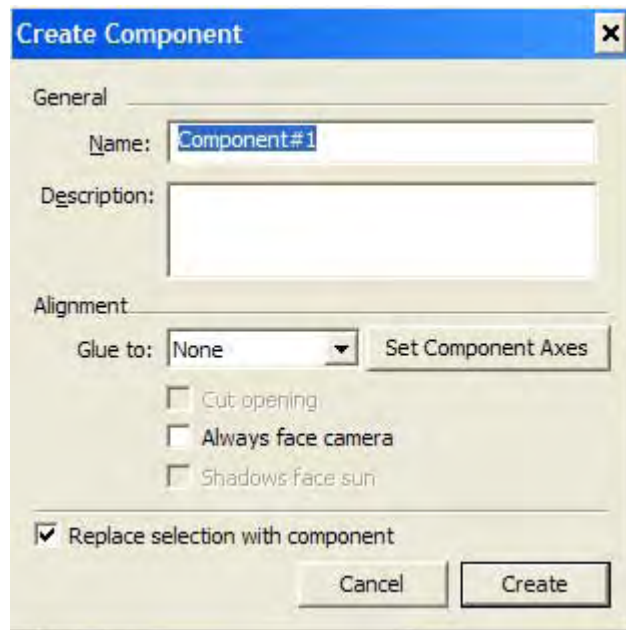 Create Component
General
Name: Component#1
Description:
Alignment
Glue to: None Set Component Axes
Cut opening
Always face camera
Shadows face sun
Replace selection with component
Cancel Create